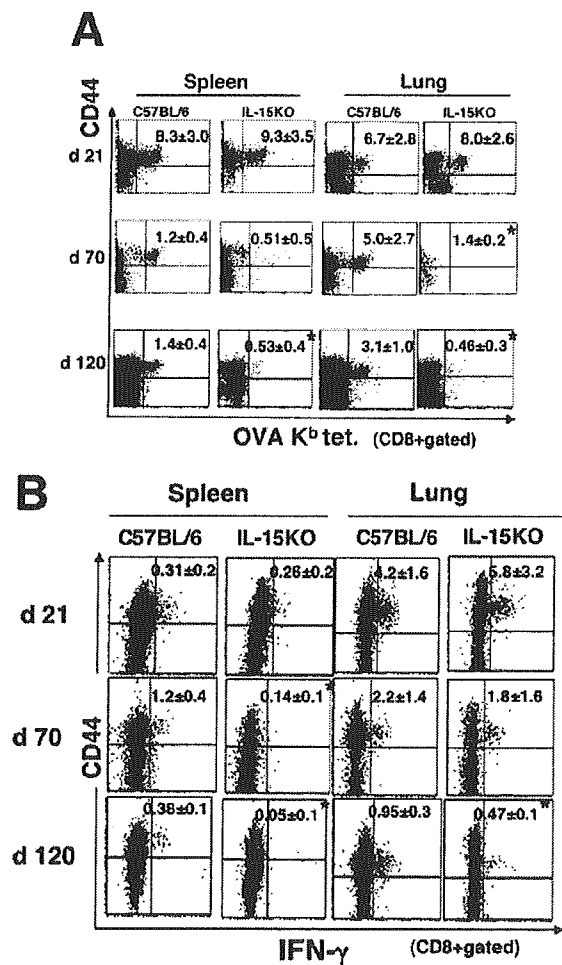 A
Spleen Lung
C57BL/6 IL-15KO C57BL/6 IL-15KO
CD44
d 21 8.3±3.0 9.3±3.5 6.7±2.8 8.0±2.6
d 70 1.2±0.4 0.51±0.5 5.0±2.7 1.4±0.2*
d 120 1.4±0.4 0.53±0.4* 3.1±1.0 0.46±0.3*
OVA Kᵇ tet. (CD8+gated)
B
Spleen Lung
C57BL/6 IL-15KO C57BL/6 IL-15KO
d 21 0.31±0.2 0.26±0.2 4.2±1.6 5.8±3.2
d 70 1.2±0.4 0.14±0.1* 2.2±1.4 1.8±1.6
CD44
d 120 0.38±0.1 0.05±0.1* 0.95±0.3 0.47±0.1*
IFN-γ (CD8+gated)